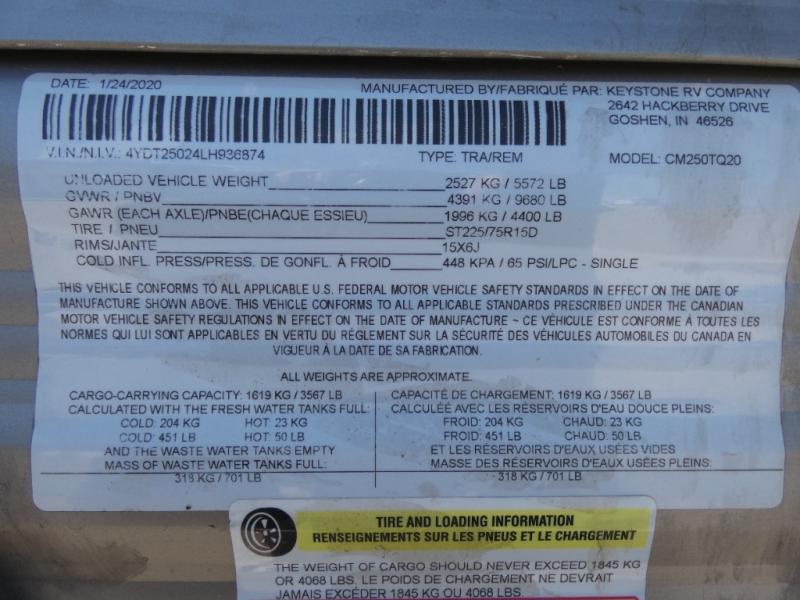 DATE: 1/24/2020
MANUFACTURED BY/FABRIQUÉ PAR: KEYSTONE RV COMPANY
2642 HACKBERRY DRIVE
GOSHEN, IN 46526
V.I.N./N.I.V.: 4YDT25024LH936874 TYPE: TRA/REM MODEL: CM250TQ20
UNLOADED VEHICLE WEIGHT 2527 KG / 5572 LB
GVWR / PNBV 4391 KG / 9680 LB
GAWR (EACH AXLE)/PNBE(CHAQUE ESSIEU) 1996 KG / 4400 LB
TIRE / PNEU ST225/75R15D
RIMS/JANTE 15X6J
COLD INFL. PRESS/PRESS. DE GONFL. À FROID 448 KPA / 65 PSI/LPC - SINGLE
THIS VEHICLE CONFORMS TO ALL APPLICABLE U.S. FEDERAL MOTOR VEHICLE SAFETY STANDARDS IN EFFECT ON THE DATE OF
MANUFACTURE SHOWN ABOVE. THIS VEHICLE CONFORMS TO ALL APPLICABLE STANDARDS PRESCRIBED UNDER THE CANADIAN
MOTOR VEHICLE SAFETY REGULATIONS IN EFFECT ON THE DATE OF MANUFACTURE ~ CE VÉHICULE EST CONFORME À TOUTES LES
NORMES QUI LUI SONT APPLICABLES EN VERTU DU RÉGLEMENT SUR LA SÉCURITÉ DES VÉHICULES AUTOMOBILES DU CANADA EN
VIGUEUR À LA DATE DE SA FABRICATION.
ALL WEIGHTS ARE APPROXIMATE.
CARGO-CARRYING CAPACITY: 1619 KG / 3567 LB
CALCULATED WITH THE FRESH WATER TANKS FULL:
COLD: 204 KG HOT: 23 KG
COLD: 451 LB HOT: 50 LB
AND THE WASTE WATER TANKS EMPTY
MASS OF WASTE WATER TANKS FULL:
318 KG / 701 LB
CAPACITÉ DE CHARGEMENT: 1619 KG / 3567 LB
CALCULÉE AVEC LES RÉSERVOIRS D'EAU DOUCE PLEINS:
FROID: 204 KG CHAUD: 23 KG
FROID: 451 LB CHAUD: 50 LB
ET LES RÉSERVOIRS D'EAUX USÉES VIDES
MASSE DES RÉSERVOIRS D'EAUX USÉES PLEINS:
318 KG / 701 LB
TIRE AND LOADING INFORMATION
RENSEIGNEMENTS SUR LES PNEUS ET LE CHARGEMENT
THE WEIGHT OF CARGO SHOULD NEVER EXCEED 1845 KG
OR 4068 LBS. LE POIDS DE CHARGEMENT NE DEVRAIT
JAMAIS EXCÉDER 1845 KG OU 4068 LBS.